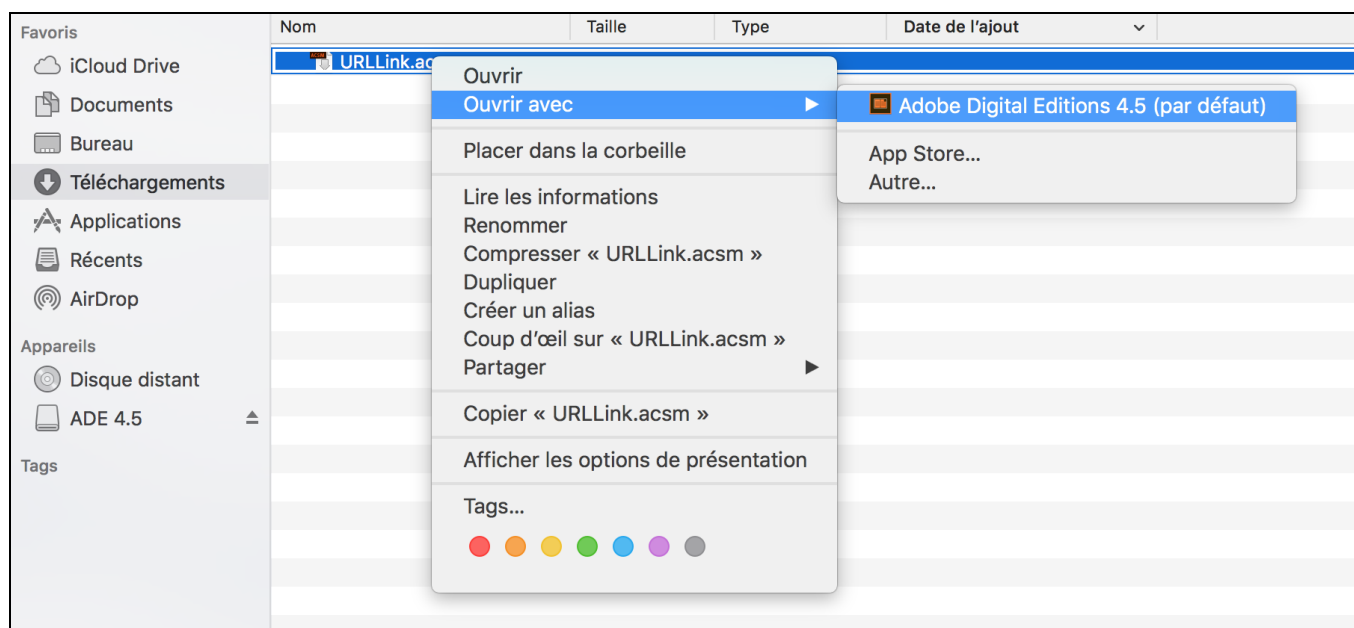 Favoris
iCloud Drive
Documents
Bureau
Téléchargements
Applications
Récents
AirDrop
Appareils
Disque distant
ADE 4.5
Tags
Nom Taille Type Date de l’ajout
URLLink.ac
Ouvrir
Ouvrir avec
Placer dans la corbeille
Lire les informations
Renommer
Compresser « URLLink.acsm »
Dupliquer
Créer un alias
Coup d’œil sur « URLLink.acsm »
Partager
Copier « URLLink.acsm »
Afficher les options de présentation
Tags...
Adobe Digital Editions 4.5 (par défaut)
App Store...
Autre...